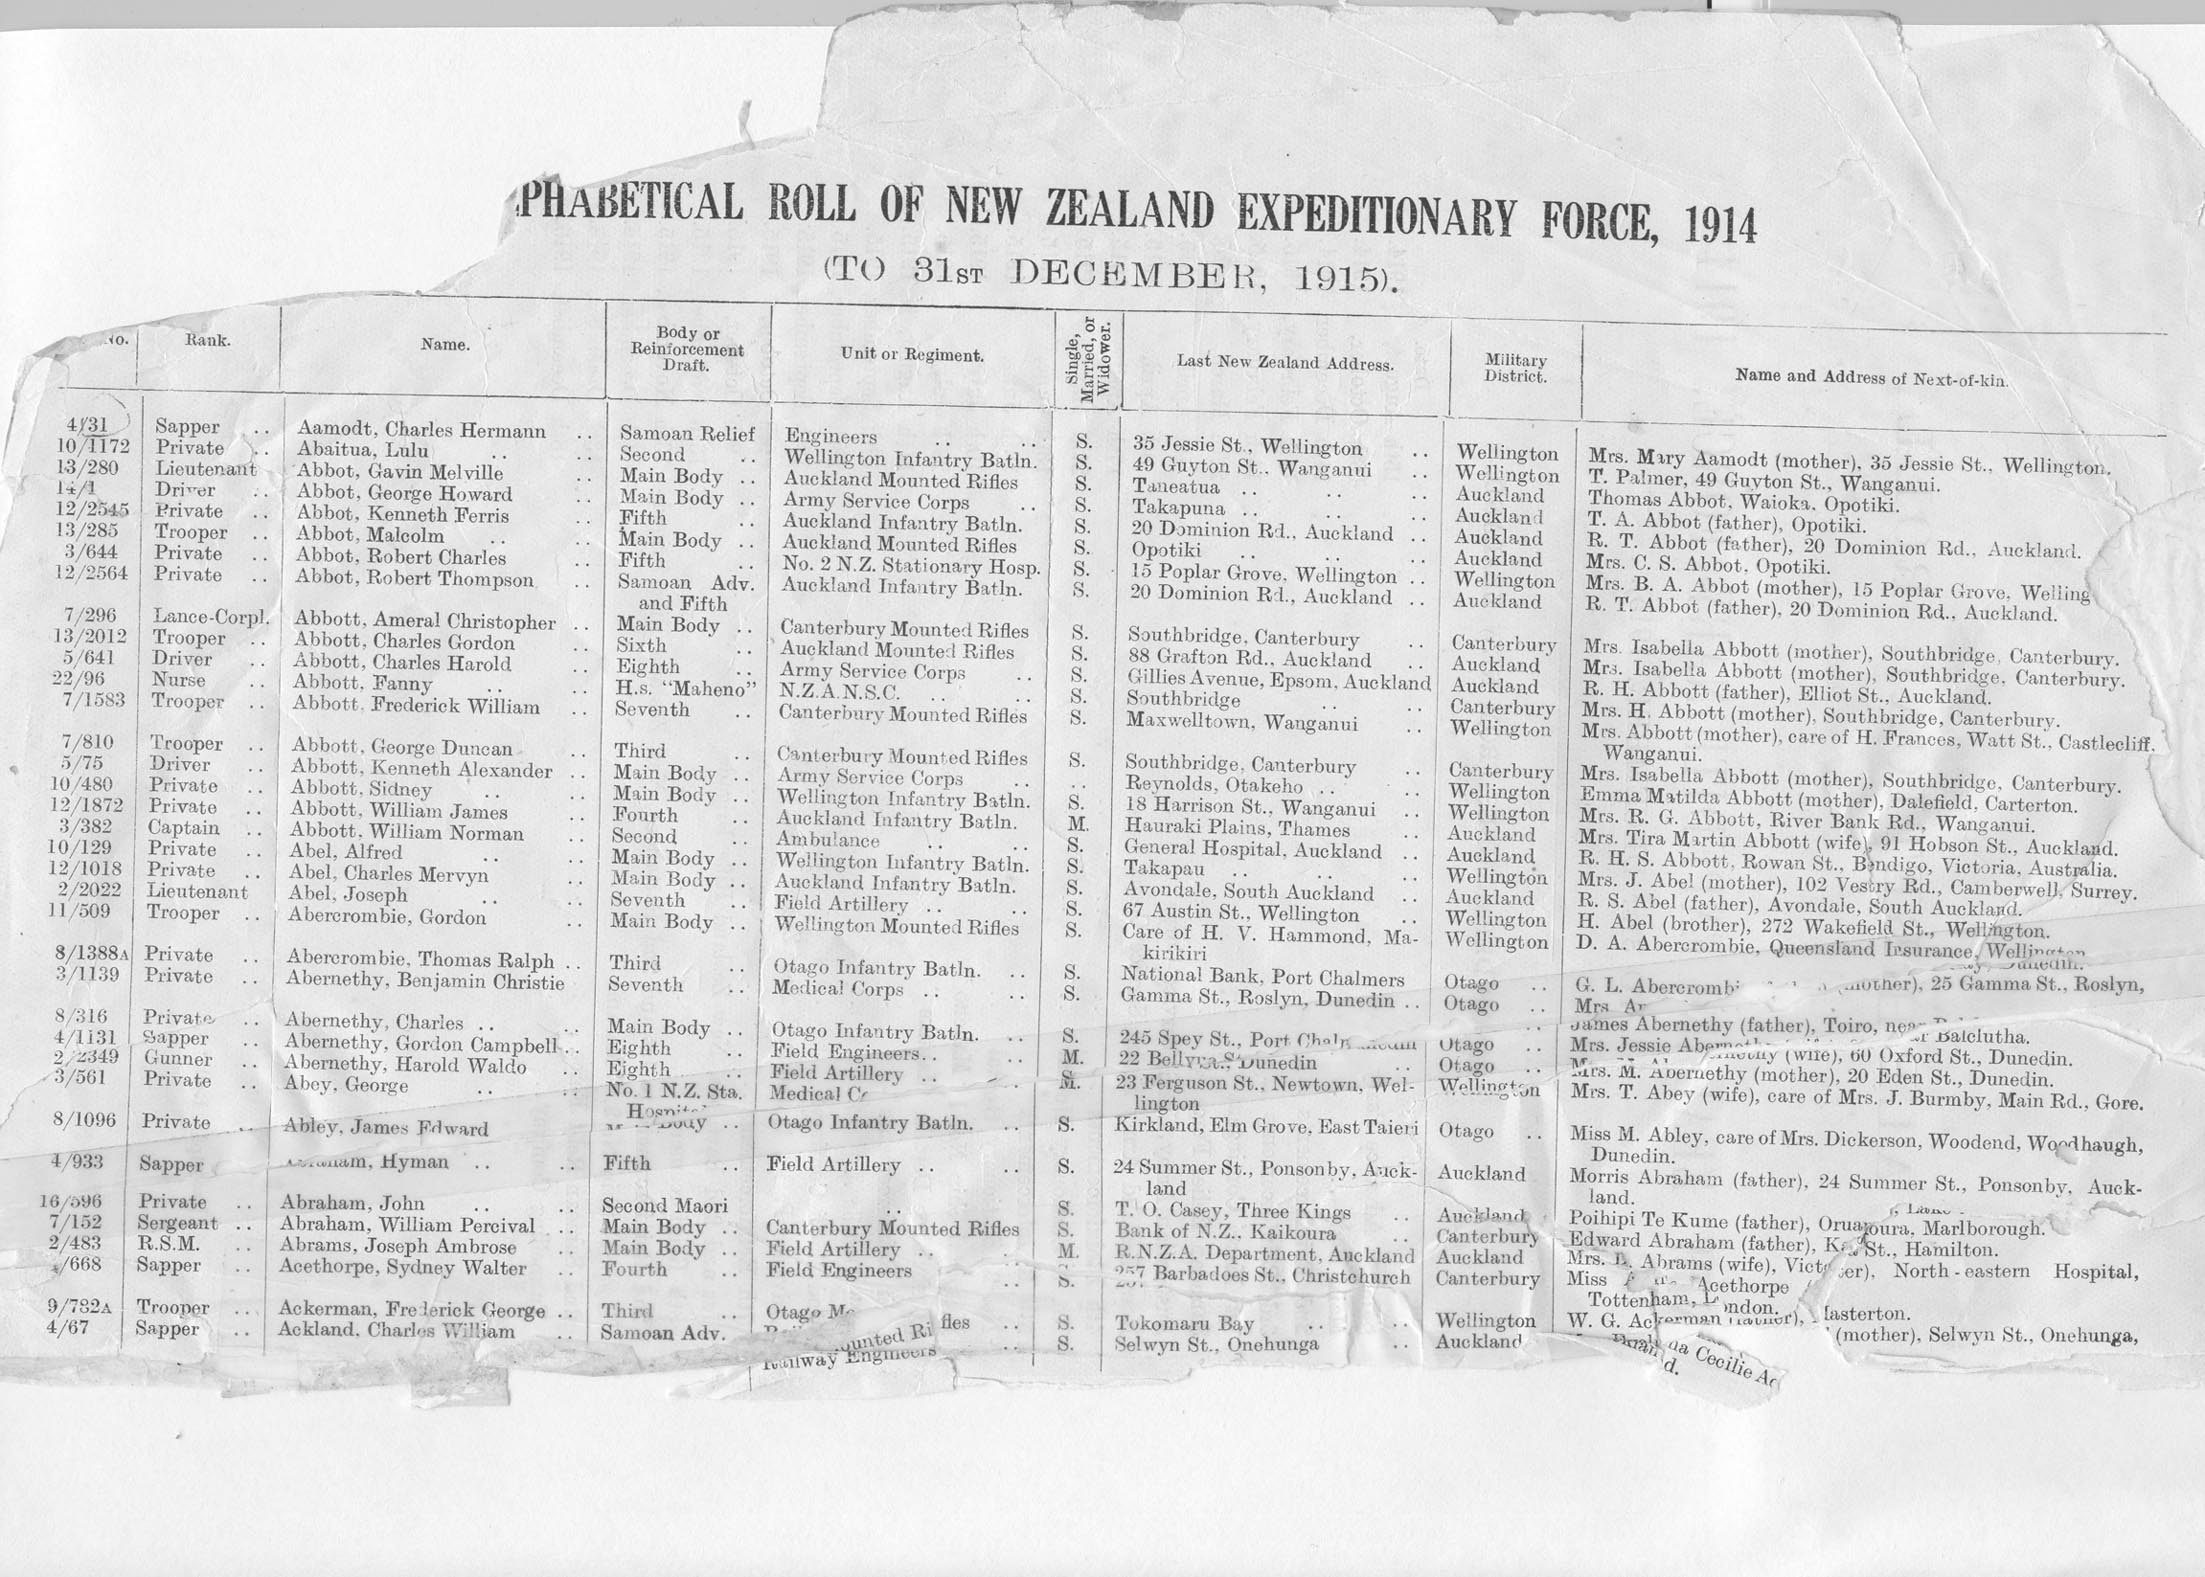 PHABETICAL ROLL OF NEW ZEALAND EXPEDITIONARY FORCE, 1914
(TO 31ST DECEMBER, 1915).
No. Rank. Name. Body or Reinforcement Draft. Unit or Regiment. Single, Married, or Widower. Last New Zealand Address. Military District. Name and Address of Next-of-kin.
4/31 Sapper .. Aamodt, Charles Hermann .. Samoan Relief Engineers .. .. S. 35 Jessie St., Wellington .. Wellington Mrs. Mary Aamodt (mother), 35 Jessie St., Wellington.
10/1172 Private .. Abaitua, Lulu .. .. Second .. Wellington Infantry Batln. S. 49 Guyton St., Wanganui .. Wellington T. Palmer, 49 Guyton St., Wanganui.
13/280 Lieutenant Abbot, Gavin Melville .. Main Body .. Auckland Mounted Rifles S. Taneatua .. .. .. Auckland Thomas Abbot, Waioka, Opotiki.
14/1 Driver .. Abbot, George Howard .. Main Body .. Army Service Corps .. S. Takapuna .. .. .. Auckland T. A. Abbot (father), Opotiki.
12/2545 Private .. Abbot, Kenneth Ferris .. Fifth .. Auckland Infantry Batln. S. 20 Dominion Rd., Auckland .. Auckland R. T. Abbot (father), 20 Dominion Rd., Auckland.
13/285 Trooper .. Abbot, Malcolm .. .. Main Body .. Auckland Mounted Rifles S. Opotiki .. .. .. Auckland Mrs. C. S. Abbot, Opotiki.
3/644 Private .. Abbot, Robert Charles .. Fifth .. No. 2 N.Z. Stationary Hosp. S. 15 Poplar Grove, Wellington .. Wellington Mrs. B. A. Abbot (mother), 15 Poplar Grove, Welling
12/2564 Private .. Abbot, Robert Thompson .. Samoan Adv. Auckland Infantry Batln. S. 20 Dominion Rd., Auckland .. Auckland R. T. Abbot (father), 20 Dominion Rd., Auckland.
and Fifth
7/296 Lance-Corpl. Abbott, Ameral Christopher .. Main Body .. Canterbury Mounted Rifles S. Southbridge, Canterbury .. Canterbury Mrs. Isabella Abbott (mother), Southbridge, Canterbury.
13/2012 Trooper .. Abbott, Charles Gordon .. Sixth .. Auckland Mounted Rifles S. 88 Grafton Rd., Auckland .. Auckland Mrs. Isabella Abbott (mother), Southbridge, Canterbury.
5/641 Driver .. Abbott, Charles Harold .. Eighth .. Army Service Corps .. S. Gillies Avenue, Epsom, Auckland Auckland R. H. Abbott (father), Elliot St., Auckland.
22/96 Nurse .. Abbott, Fanny .. .. H.s. "Maheno" N.Z.A.N.S.C. .. .. S. Southbridge .. .. Canterbury Mrs. H. Abbott (mother), Southbridge, Canterbury.
7/1583 Trooper .. Abbott, Frederick William .. Seventh .. Canterbury Mounted Rifles S. Maxwelltown, Wanganui .. Wellington Mrs. Abbott (mother), care of H. Frances, Watt St., Castlecliff,
Wanganui.
7/810 Trooper .. Abbott, George Duncan .. Third .. Canterbury Mounted Rifles S. Southbridge, Canterbury .. Canterbury Mrs. Isabella Abbott (mother), Southbridge, Canterbury.
5/75 Driver .. Abbott, Kenneth Alexander .. Main Body .. Army Service Corps .. .. Reynolds, Otakeho .. .. Wellington Emma Matilda Abbott (mother), Dalefield, Carterton.
10/480 Private .. Abbott, Sidney .. .. Main Body .. Wellington Infantry Batln. S. 18 Harrison St., Wanganui .. Wellington Mrs. R. G. Abbott, River Bank Rd., Wanganui.
12/1872 Private .. Abbott, William James .. Fourth .. Auckland Infantry Batln. M. Hauraki Plains, Thames .. Auckland Mrs. Tira Martin Abbott (wife), 91 Hobson St., Auckland.
3/382 Captain .. Abbott, William Norman .. Second .. Ambulance .. .. S. General Hospital, Auckland .. Auckland R. H. S. Abbott, Rowan St., Bendigo, Victoria, Australia.
10/129 Private .. Abel, Alfred .. .. Main Body .. Wellington Infantry Batln. S. Takapau .. .. .. Wellington Mrs. J. Abel (mother), 102 Vestry Rd., Camberwell, Surrey.
12/1018 Private .. Abel, Charles Mervyn .. Main Body .. Auckland Infantry Batln. S. Avondale, South Auckland .. Auckland R. S. Abel (father), Avondale, South Auckland.
2/2022 Lieutenant Abel, Joseph .. .. Seventh .. Field Artillery .. .. S. 67 Austin St., Wellington .. Wellington H. Abel (brother), 272 Wakefield St., Wellington.
11/509 Trooper .. Abercrombie, Gordon .. Main Body .. Wellington Mounted Rifles S. Care of H. V. Hammond, Ma- Wellington D. A. Abercrombie, Queensland Insurance, Wellington
kirikiri
8/1388A Private .. Abercrombie, Thomas Ralph .. Third .. Otago Infantry Batln. .. S. National Bank, Port Chalmers Otago .. G. L. Abercrombi Dunedin.
3/1139 Private .. Abernethy, Benjamin Christie Seventh .. Medical Corps .. .. S. Gamma St., Roslyn, Dunedin .. Otago .. Mrs (mother), 25 Gamma St., Roslyn,
8/316 Private .. Abernethy, Charles .. .. Main Body .. Otago Infantry Batln. .. S. 245 Spey St., Port .. James Abernethy (father), Toiro, near Balclutha.
4/1131 Sapper .. Abernethy, Gordon Campbell .. Eighth .. Field Engineers .. .. M. 22 Dunedin .. Otago .. Mrs. Jessie (wife), 60 Oxford St., Dunedin.
2/2349 Gunner .. Abernethy, Harold Waldo .. Eighth .. Field Artillery .. Otago .. Mrs. M. Abernethy (mother), 20 Eden St., Dunedin.
3/561 Private .. Abey, George .. .. No. 1 N.Z. Sta. Medical M. 23 Ferguson St., Newtown, Wel- Wellington Mrs. T. Abey (wife), care of Mrs. J. Burmby, Main Rd., Gore.
lington
8/1096 Private .. Abley, James Edward Body .. Otago Infantry Batln. .. S. Kirkland, Elm Grove, East Taieri Otago .. Miss M. Abley, care of Mrs. Dickerson, Woodend, Woodhaugh,
Dunedin.
4/933 Sapper Hyman .. .. Fifth .. Field Artillery .. .. S. 24 Summer St., Ponsonby, Auck- Auckland Morris Abraham (father), 24 Summer St., Ponsonby, Auck-
land land.
16/596 Private .. Abraham, John .. .. Second Maori .. S. T. O. Casey, Three Kings .. Auckland Poihipi Te Kume (father),
7/152 Sergeant .. Abraham, William Percival .. Main Body .. Canterbury Mounted Rifles S. Bank of N.Z., Kaikoura .. Canterbury Edward Abraham (father), Marlborough.
2/483 R.S.M. .. Abrams, Joseph Ambrose .. Main Body .. Field Artillery .. .. M. R.N.Z.A. Department, Auckland Auckland Mrs. Abrams (wife), St., Hamilton.
/668 Sapper .. Acethorpe, Sydney Walter .. Fourth .. Field Engineers S. 257 Barbadoes St., Christchurch Canterbury Miss Acethorpe North-eastern Hospital,
Tottenham, London.
9/782A Trooper .. Ackerman, Frederick George .. Third .. Otago Mounted Rifles .. S. Tokomaru Bay .. .. Wellington W. G. Ackerman (father), Masterton.
4/67 Sapper .. Ackland, Charles William .. Samoan Adv. Railway Engineers .. S. Selwyn St., Onehunga .. Auckland Cecilie (mother), Selwyn St., Onehunga,